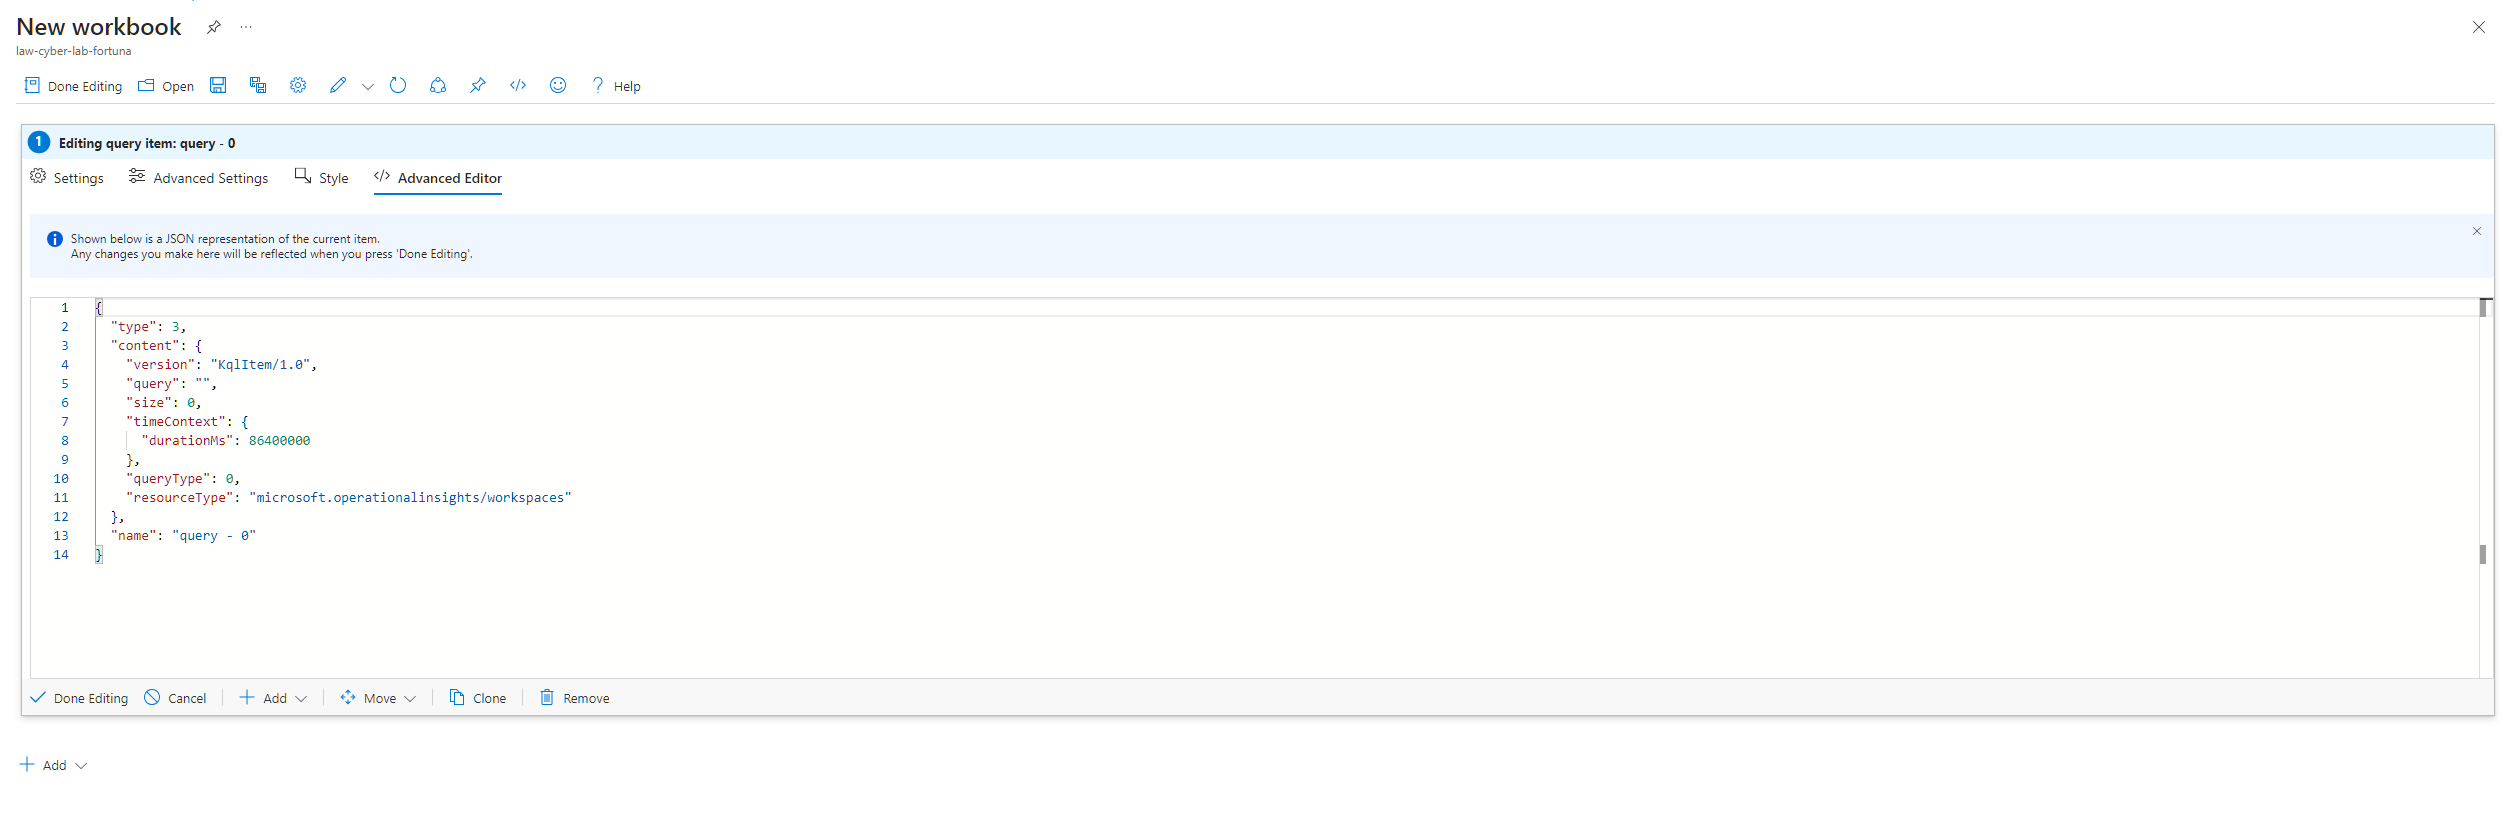 New workbook
law-cyber-lab-fortuna
Done Editing Open Help
1 Editing query item: query - 0
Settings Advanced Settings Style Advanced Editor
Shown below is a JSON representation of the current item.
Any changes you make here will be reflected when you press 'Done Editing'.
1 {
2 "type": 3,
3 "content": {
4 "version": "KqlItem/1.0",
5 "query": "",
6 "size": 0,
7 "timeContext": {
8 "durationMs": 86400000
9 },
10 "queryType": 0,
11 "resourceType": "microsoft.operationalinsights/workspaces"
12 },
13 "name": "query - 0"
14 }
Done Editing Cancel Add Move Clone Remove
Add